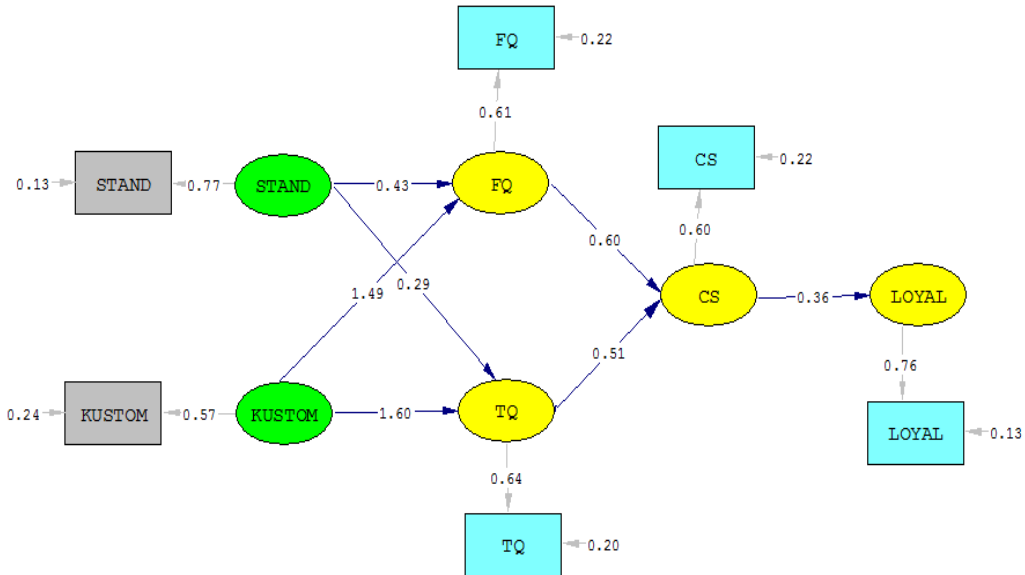 FQ
0.22
0.61
CS
0.22
0.13
STAND
0.77
STAND
0.43
FQ
0.60
0.60
1.49
0.29
CS
0.36
LOYAL
0.51
0.76
0.24
KUSTOM
0.57
KUSTOM
1.60
TQ
LOYAL
0.13
0.64
TQ
0.20